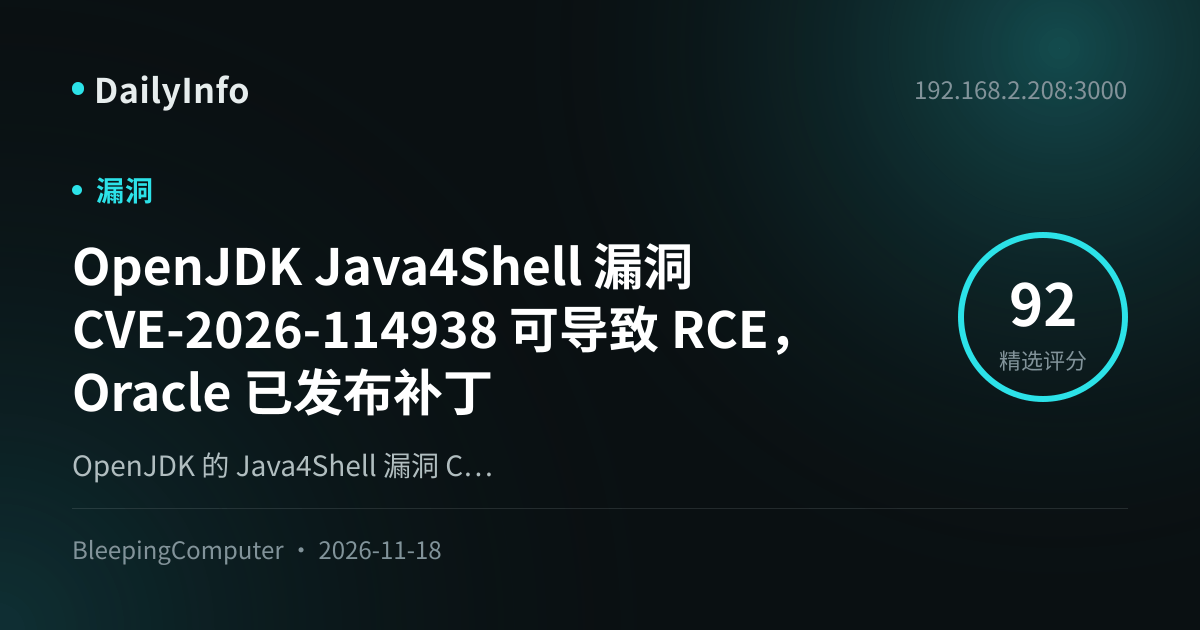 DailyInfo
192.168.2.208:3000
漏洞
OpenJDK Java4Shell 漏洞
CVE-2026-114938 可导致 RCE，
Oracle 已发布补丁
92
精选评分
OpenJDK 的 Java4Shell 漏洞 C…
BleepingComputer • 2026-11-18